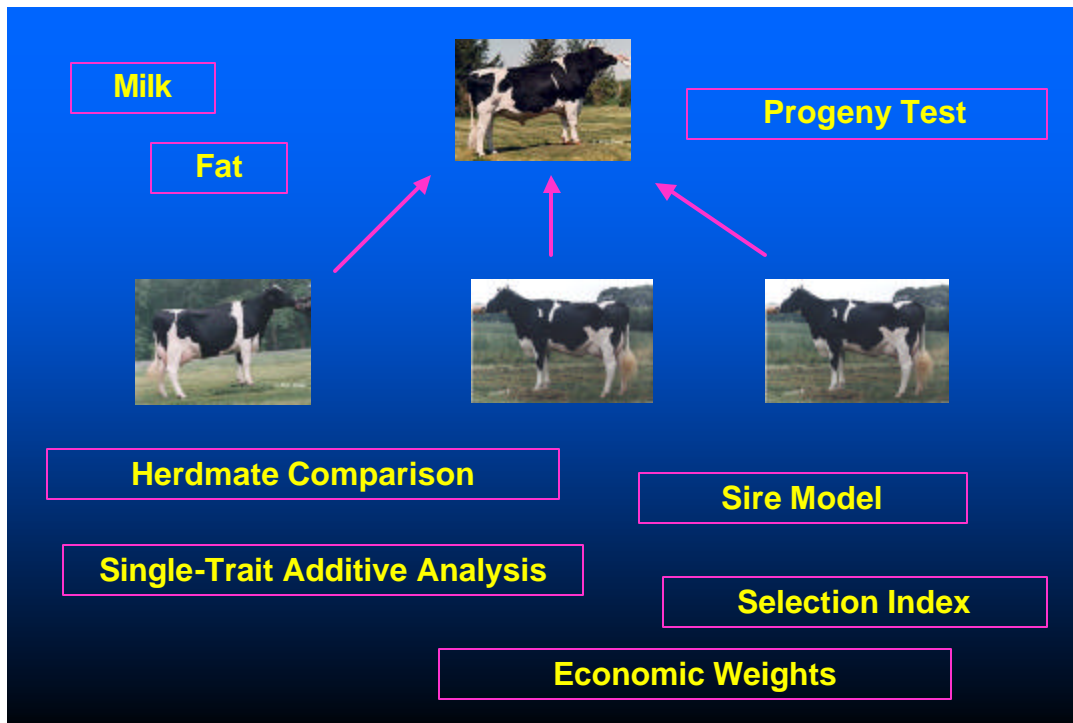 Milk
Progeny Test
Fat
Herdmate Comparison
Sire Model
Single-Trait Additive Analysis
Selection Index
Economic Weights